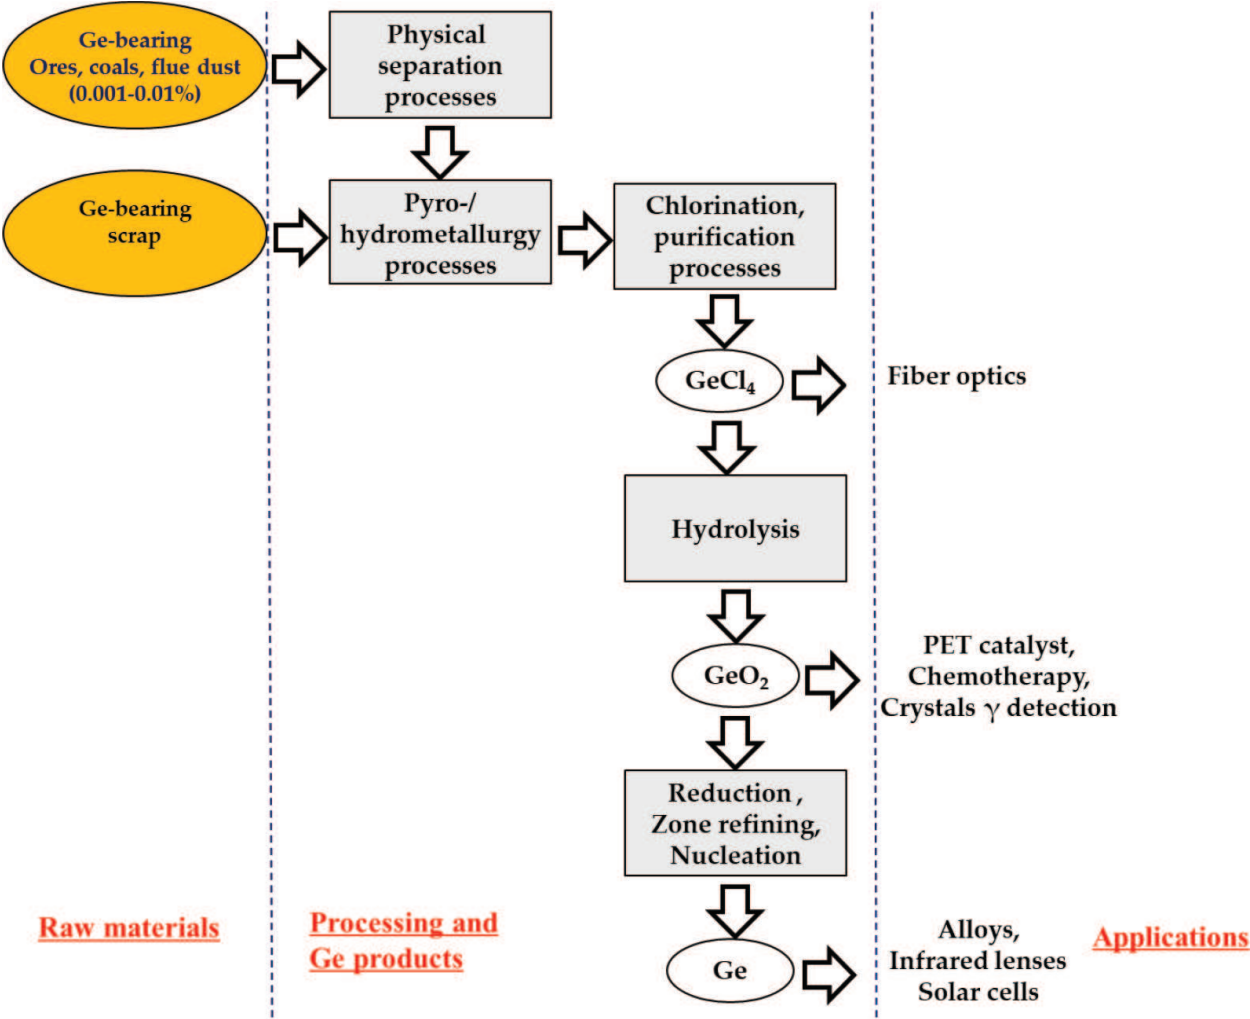 Ge-bearing
Ores, coals, flue dust
(0.001-0.01%)
Physical
separation
processes
Ge-bearing
scrap
Pyro-/
hydrometallurgy
processes
Chlorination,
purification
processes
GeCl₄
Fiber optics
Hydrolysis
GeO₂
PET catalyst,
Chemotherapy,
Crystals γ detection
Reduction ,
Zone refining,
Nucleation
Ge
Alloys,
Infrared lenses
Solar cells
Raw materials
Processing and
Ge products
Applications